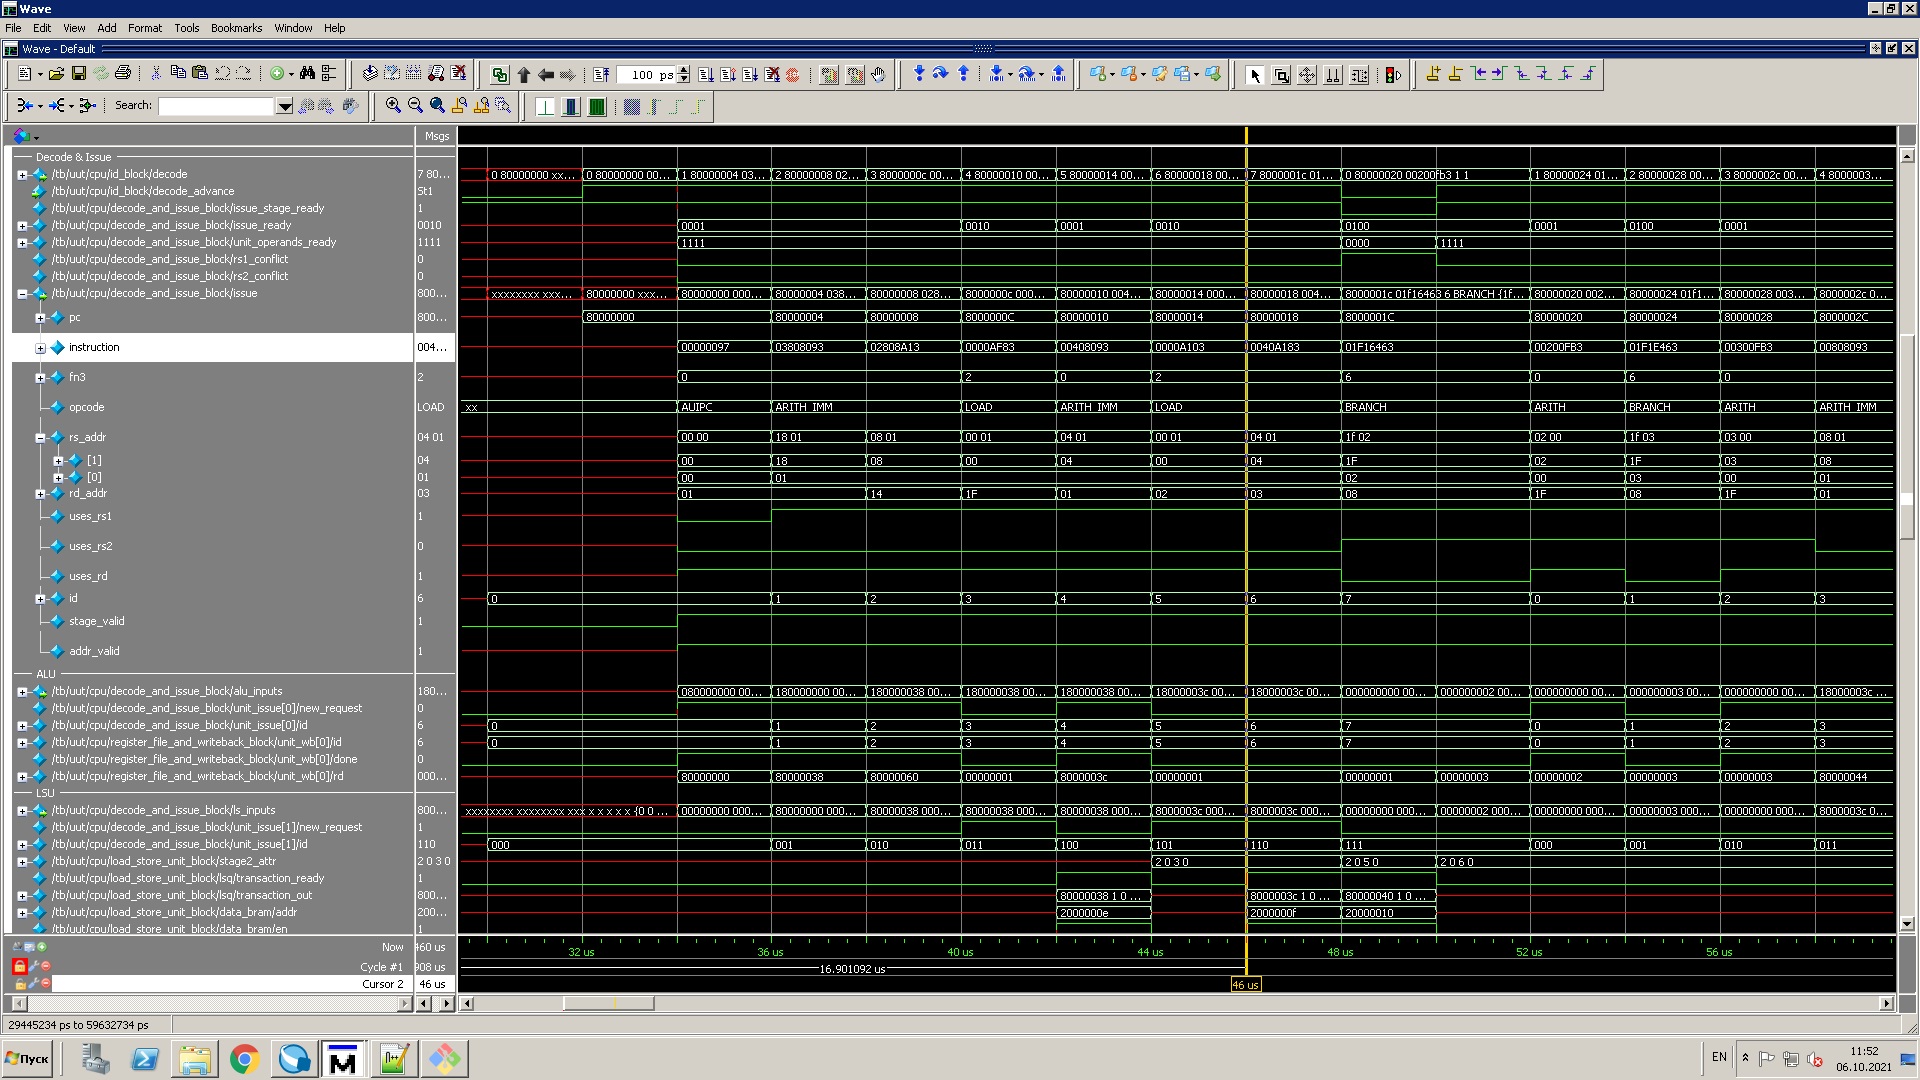 Wave
File Edit View Add Format Tools Bookmarks Window Help
Wave - Default
100 ps
Search:
Msgs
Decode & Issue
/tb/uut/cpu/id_block/decode 7 80... 0 80000000 xx... 0 80000000 00... 1 80000004 03... 2 80000008 02... 3 8000000c 00... 4 80000010 00... 5 80000014 00... 6 80000018 00... 7 8000001c 01... 0 80000020 00200fb3 1 1 1 80000024 01... 2 80000028 00... 3 8000002c 00... 4 8000003...
/tb/uut/cpu/id_block/decode_advance St1
/tb/uut/cpu/decode_and_issue_block/issue_stage_ready 1
/tb/uut/cpu/decode_and_issue_block/issue_ready 0010 0001 0010 0001 0010 0100 0001 0100 0001
/tb/uut/cpu/decode_and_issue_block/unit_operands_ready 1111 1111 0000 1111
/tb/uut/cpu/decode_and_issue_block/rs1_conflict 0
/tb/uut/cpu/decode_and_issue_block/rs2_conflict 0
/tb/uut/cpu/decode_and_issue_block/issue 800... xxxxxxxx xxx... 80000000 xxx... 80000000 000... 80000004 038... 80000008 028... 8000000c 000... 80000010 004... 80000014 000... 80000018 004... 8000001c 01f16463 6 BRANCH {1f... 80000020 002... 80000024 01f1... 80000028 003... 8000002c 0...
pc 800... 80000000 80000004 80000008 8000000C 80000010 80000014 80000018 8000001C 80000020 80000024 80000028 8000002C
instruction 004... 00000097 03808093 02808A13 0000AF83 00408093 0000A103 0040A183 01F16463 00200FB3 01F1E463 00300FB3 00808093
fn3 2 0 2 0 2 6 0 6 0
opcode LOAD xx AUIPC ARITH_IMM LOAD ARITH_IMM LOAD BRANCH ARITH BRANCH ARITH ARITH_IMM
rs_addr 04 01 00 00 18 01 08 01 00 01 04 01 00 01 04 01 1f 02 02 00 1f 03 03 00 08 01
[1] 04 00 18 08 00 04 00 04 1F 02 1F 03 08
[0] 01 00 01 02 00 03 00 01
rd_addr 03 01 14 1F 01 02 03 08 1F 08 1F 01
uses_rs1 1
uses_rs2 0
uses_rd 1
id 6 0 1 2 3 4 5 6 7 0 1 2 3
stage_valid 1
addr_valid 1
ALU
/tb/uut/cpu/decode_and_issue_block/alu_inputs 180... 080000000 00... 180000000 00... 180000038 00... 180000038 00... 180000038 00... 18000003c 00... 18000003c 00... 000000000 00... 000000002 00... 000000000 00... 000000003 00... 000000000 00... 18000003c ...
/tb/uut/cpu/decode_and_issue_block/unit_issue[0]/new_request 0
/tb/uut/cpu/decode_and_issue_block/unit_issue[0]/id 6 0 1 2 3 4 5 6 7 0 1 2 3
/tb/uut/cpu/register_file_and_writeback_block/unit_wb[0]/id 6 0 1 2 3 4 5 6 7 0 1 2 3
/tb/uut/cpu/register_file_and_writeback_block/unit_wb[0]/done 0
/tb/uut/cpu/register_file_and_writeback_block/unit_wb[0]/rd 000... 80000000 80000038 80000060 00000001 8000003c 00000001 00000001 00000003 00000002 00000003 00000003 80000044
LSU
/tb/uut/cpu/decode_and_issue_block/ls_inputs 800... xxxxxxxx xxxxxxxx xxx x x x x x {0 0 ... 00000000 000... 80000000 000... 80000038 000... 80000038 000... 80000038 000... 8000003c 000... 8000003c 000... 00000000 000... 00000002 000... 00000000 000... 00000003 000... 00000000 000... 8000003c 0...
/tb/uut/cpu/decode_and_issue_block/unit_issue[1]/new_request 1
/tb/uut/cpu/decode_and_issue_block/unit_issue[1]/id 110 000 001 010 011 100 101 110 111 000 001 010 011
/tb/uut/cpu/load_store_unit_block/stage2_attr 2 0 3 0 2 0 3 0 2 0 5 0 2 0 6 0
/tb/uut/cpu/load_store_unit_block/lsq/transaction_ready 1
/tb/uut/cpu/load_store_unit_block/lsq/transaction_out 800... 80000038 1 0 ... 8000003c 1 0 ... 80000040 1 0 ...
/tb/uut/cpu/load_store_unit_block/data_bram/addr 200... 2000000e 2000000f 20000010
/tb/uut/cpu/load_store_unit_block/data_bram/en 1
Now 460 us 32 us 36 us 40 us 44 us 48 us 52 us 56 us
Cycle #1 908 us 16.901092 us
Cursor 2 46 us 46 us
29445234 ps to 59632734 ps
Пуск EN 11:52
06.10.2021